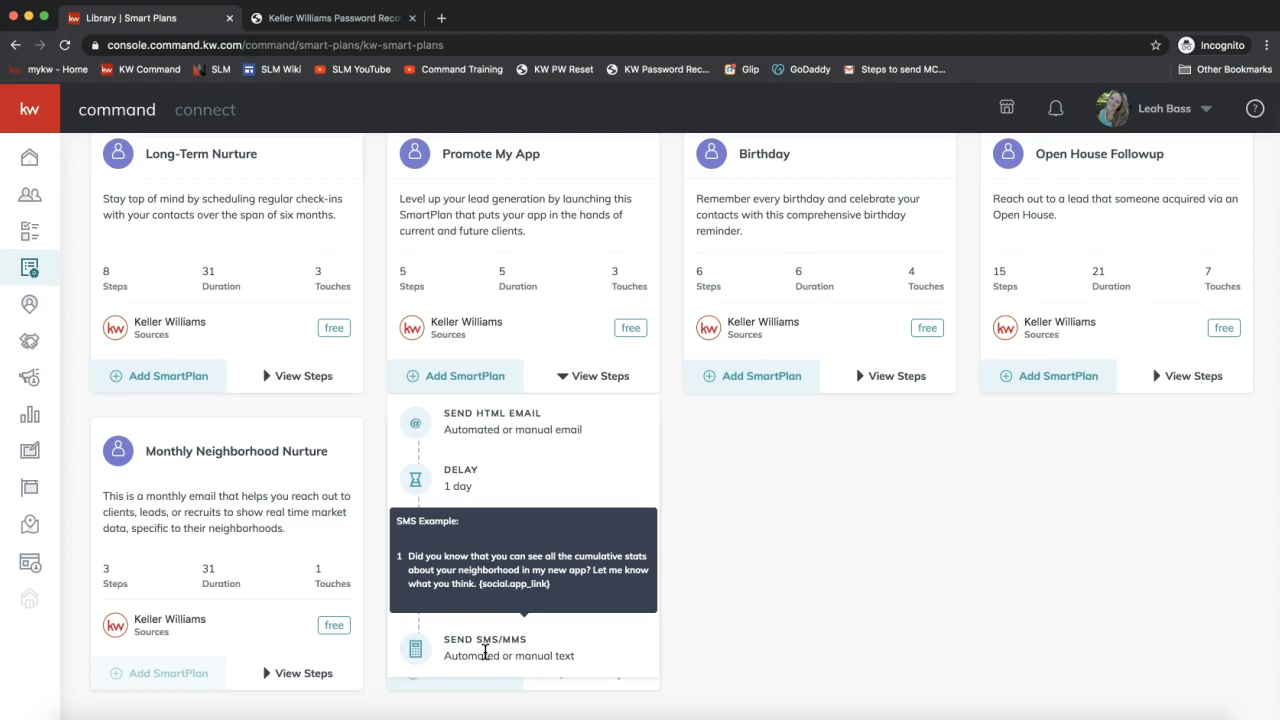 Library | Smart Plans
Keller Williams Password Reco
console.command.kw.com/command/smart-plans/kw-smart-plans
Incognito
mykw - Home
KW Command
SLM
SLM Wiki
SLM YouTube
Command Training
KW PW Reset
KW Password Rec...
Glip
GoDaddy
Steps to send MC...
Other Bookmarks
kw
command
connect
Leah Bass
Long-Term Nurture
Stay top of mind by scheduling regular check-ins
with your contacts over the span of six months.
8
31
3
Steps
Duration
Touches
kw
Keller Williams
Sources
free
Add SmartPlan
View Steps
Promote My App
Level up your lead generation by launching this
SmartPlan that puts your app in the hands of
current and future clients.
5
5
3
Steps
Duration
Touches
kw
Keller Williams
Sources
free
Add SmartPlan
View Steps
Birthday
Remember every birthday and celebrate your
contacts with this comprehensive birthday
reminder.
6
6
4
Steps
Duration
Touches
kw
Keller Williams
Sources
free
Add SmartPlan
View Steps
Open House Followup
Reach out to a lead that someone acquired via an
Open House.
15
21
7
Steps
Duration
Touches
kw
Keller Williams
Sources
free
Add SmartPlan
View Steps
Monthly Neighborhood Nurture
This is a monthly email that helps you reach out to
clients, leads, or recruits to show real time market
data, specific to their neighborhoods.
3
31
1
Steps
Duration
Touches
kw
Keller Williams
Sources
free
Add SmartPlan
View Steps
@
SEND HTML EMAIL
Automated or manual email
DELAY
1 day
SMS Example:
1 Did you know that you can see all the cumulative stats
about your neighborhood in my new app? Let me know
what you think. {social.app_link}
SEND SMS/MMS
Automated or manual text